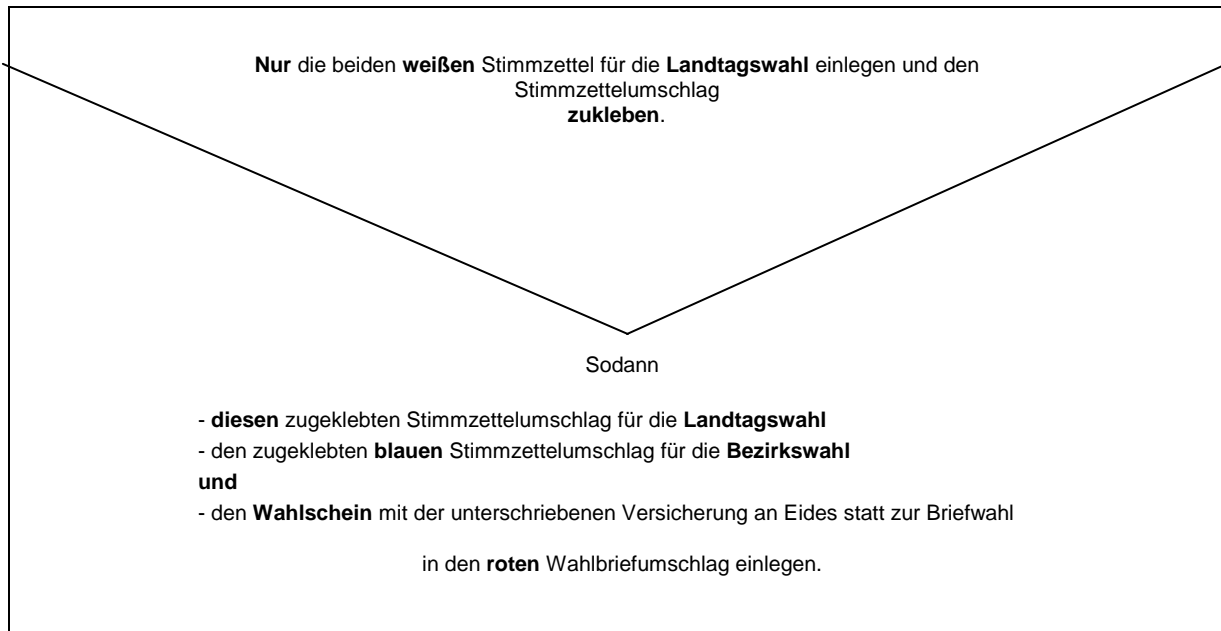 Nur die beiden weißen Stimmzettel für die Landtagswahl einlegen und den
Stimmzettelumschlag
zukleben.
Sodann
- diesen zugeklebten Stimmzettelumschlag für die Landtagswahl
- den zugeklebten blauen Stimmzettelumschlag für die Bezirkswahl
und
- den Wahlschein mit der unterschriebenen Versicherung an Eides statt zur Briefwahl
in den roten Wahlbriefumschlag einlegen.